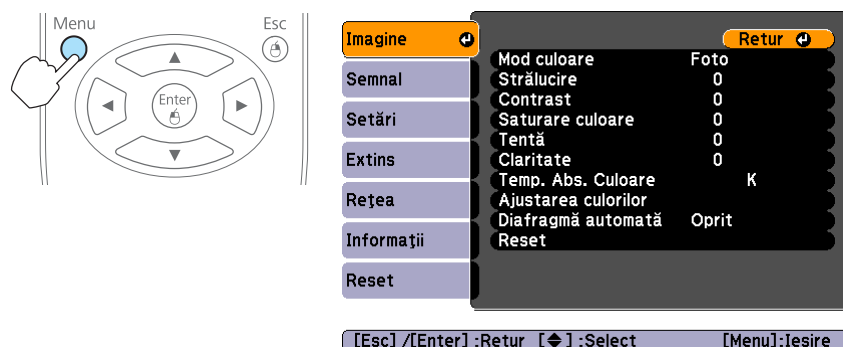 Menu
Esc
Enter
Imagine
Semnal
Setări
Extins
Reţea
Informaţii
Reset
Retur
Mod culoare Foto
Strălucire 0
Contrast 0
Saturare culoare 0
Tentă 0
Claritate 0
Temp. Abs. Culoare K
Ajustarea culorilor
Diafragmă automată Oprit
Reset
[Esc] /[Enter] :Retur [◆] :Select [Menu]:Iesire